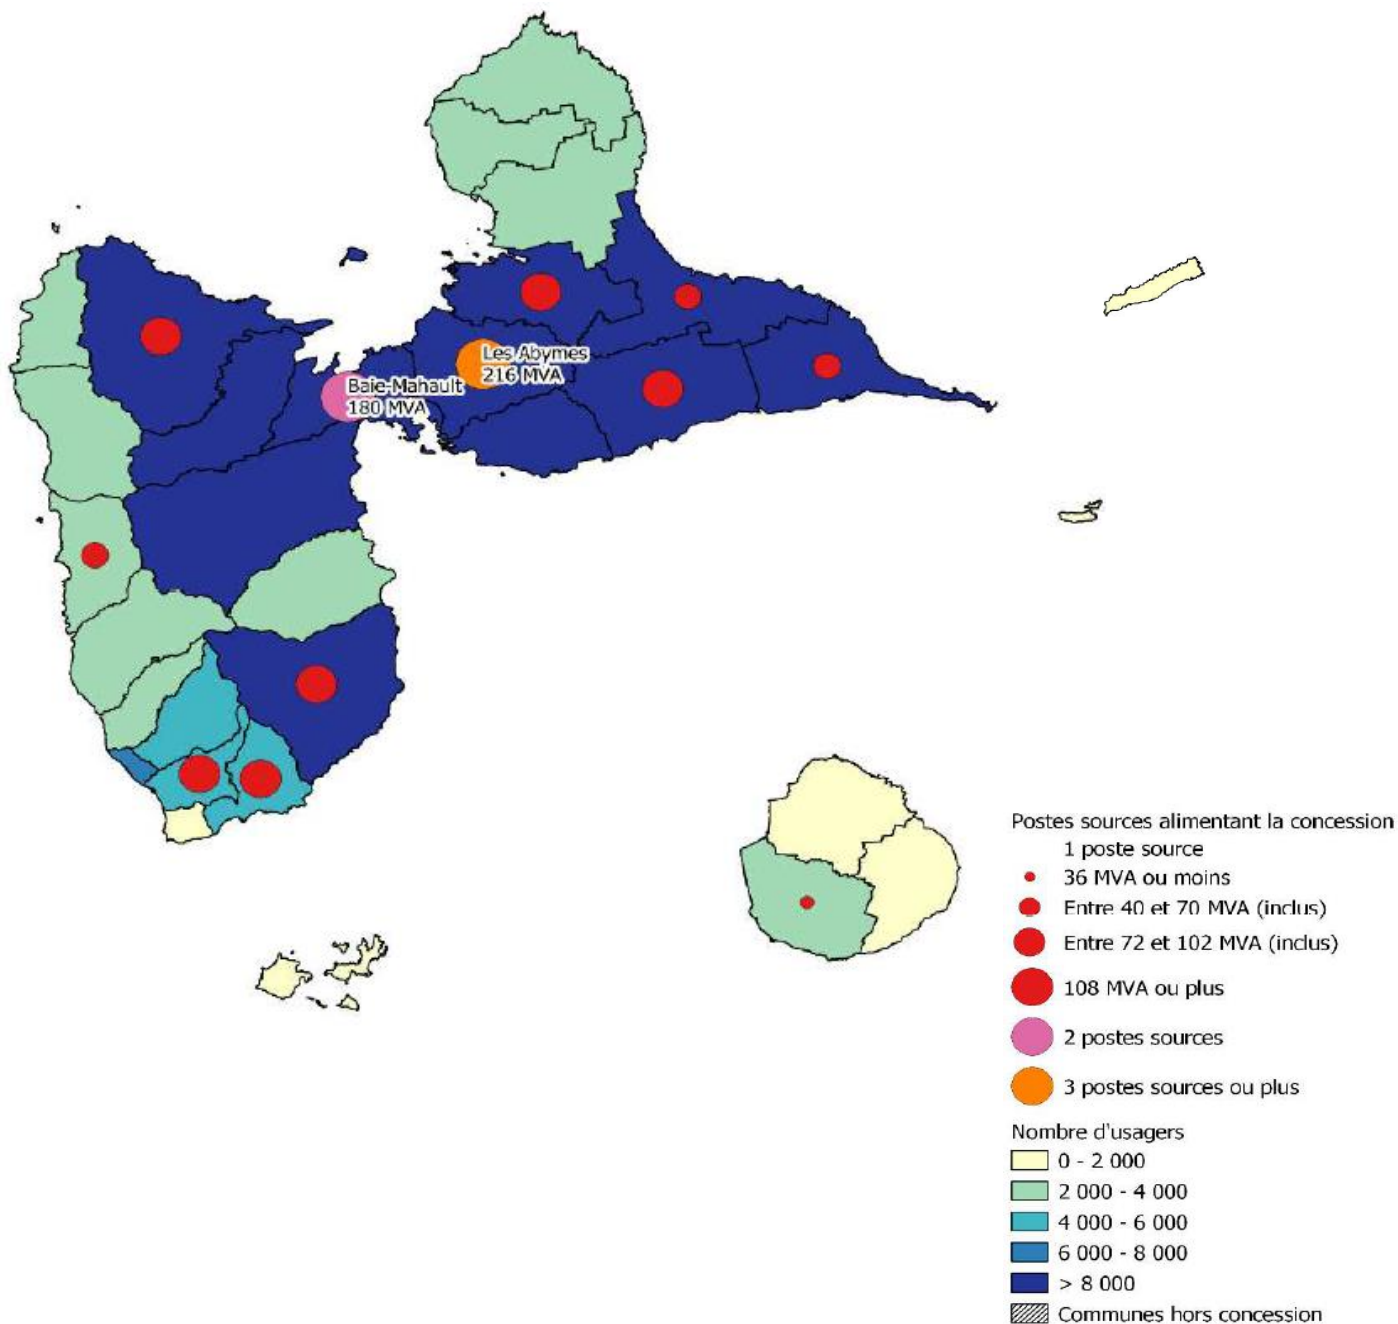 Les Abymes
216 MVA
Baie-Mahault
180 MVA
Postes sources alimentant la concession
1 poste source
36 MVA ou moins
Entre 40 et 70 MVA (inclus)
Entre 72 et 102 MVA (inclus)
108 MVA ou plus
2 postes sources
3 postes sources ou plus
Nombre d'usagers
0 - 2 000
2 000 - 4 000
4 000 - 6 000
6 000 - 8 000
> 8 000
Communes hors concession